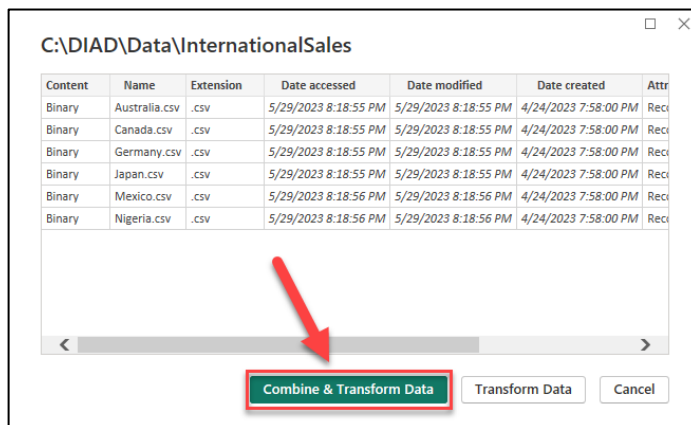 C:\DIAD\Data\InternationalSales
Content Name Extension Date accessed Date modified Date created Attr
Binary Australia.csv .csv 5/29/2023 8:18:55 PM 5/29/2023 8:18:55 PM 4/24/2023 7:58:00 PM Reco
Binary Canada.csv .csv 5/29/2023 8:18:55 PM 5/29/2023 8:18:55 PM 4/24/2023 7:58:00 PM Reco
Binary Germany.csv .csv 5/29/2023 8:18:55 PM 5/29/2023 8:18:55 PM 4/24/2023 7:58:00 PM Reco
Binary Japan.csv .csv 5/29/2023 8:18:55 PM 5/29/2023 8:18:55 PM 4/24/2023 7:58:00 PM Reco
Binary Mexico.csv .csv 5/29/2023 8:18:56 PM 5/29/2023 8:18:56 PM 4/24/2023 7:58:00 PM Reco
Binary Nigeria.csv .csv 5/29/2023 8:18:56 PM 5/29/2023 8:18:56 PM 4/24/2023 7:58:00 PM Reco
Combine & Transform Data Transform Data Cancel